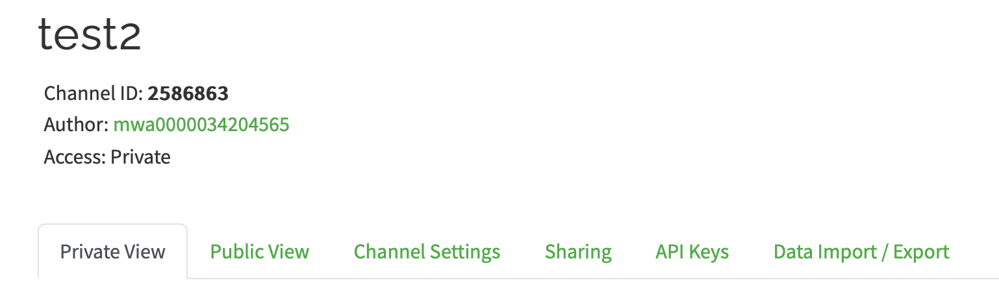 test2
Channel ID: 2586863
Author: mwa0000034204565
Access: Private
Private View Public View Channel Settings Sharing API Keys Data Import / Export